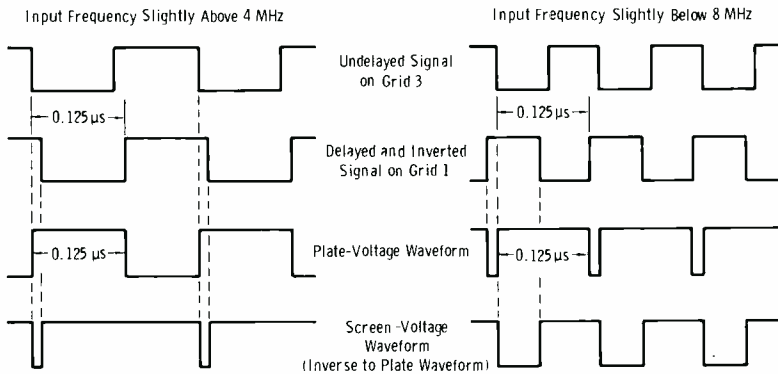 Input Frequency Slightly Above 4 MHz
Input Frequency Slightly Below 8 MHz
Undelayed Signal
on Grid 3
0.125 µs
0.125 µs
Delayed and Inverted
Signal on Grid 1
Plate-Voltage Waveform
0.125 µs
0.125 µs
Screen-Voltage
Waveform
(Inverse to Plate Waveform)